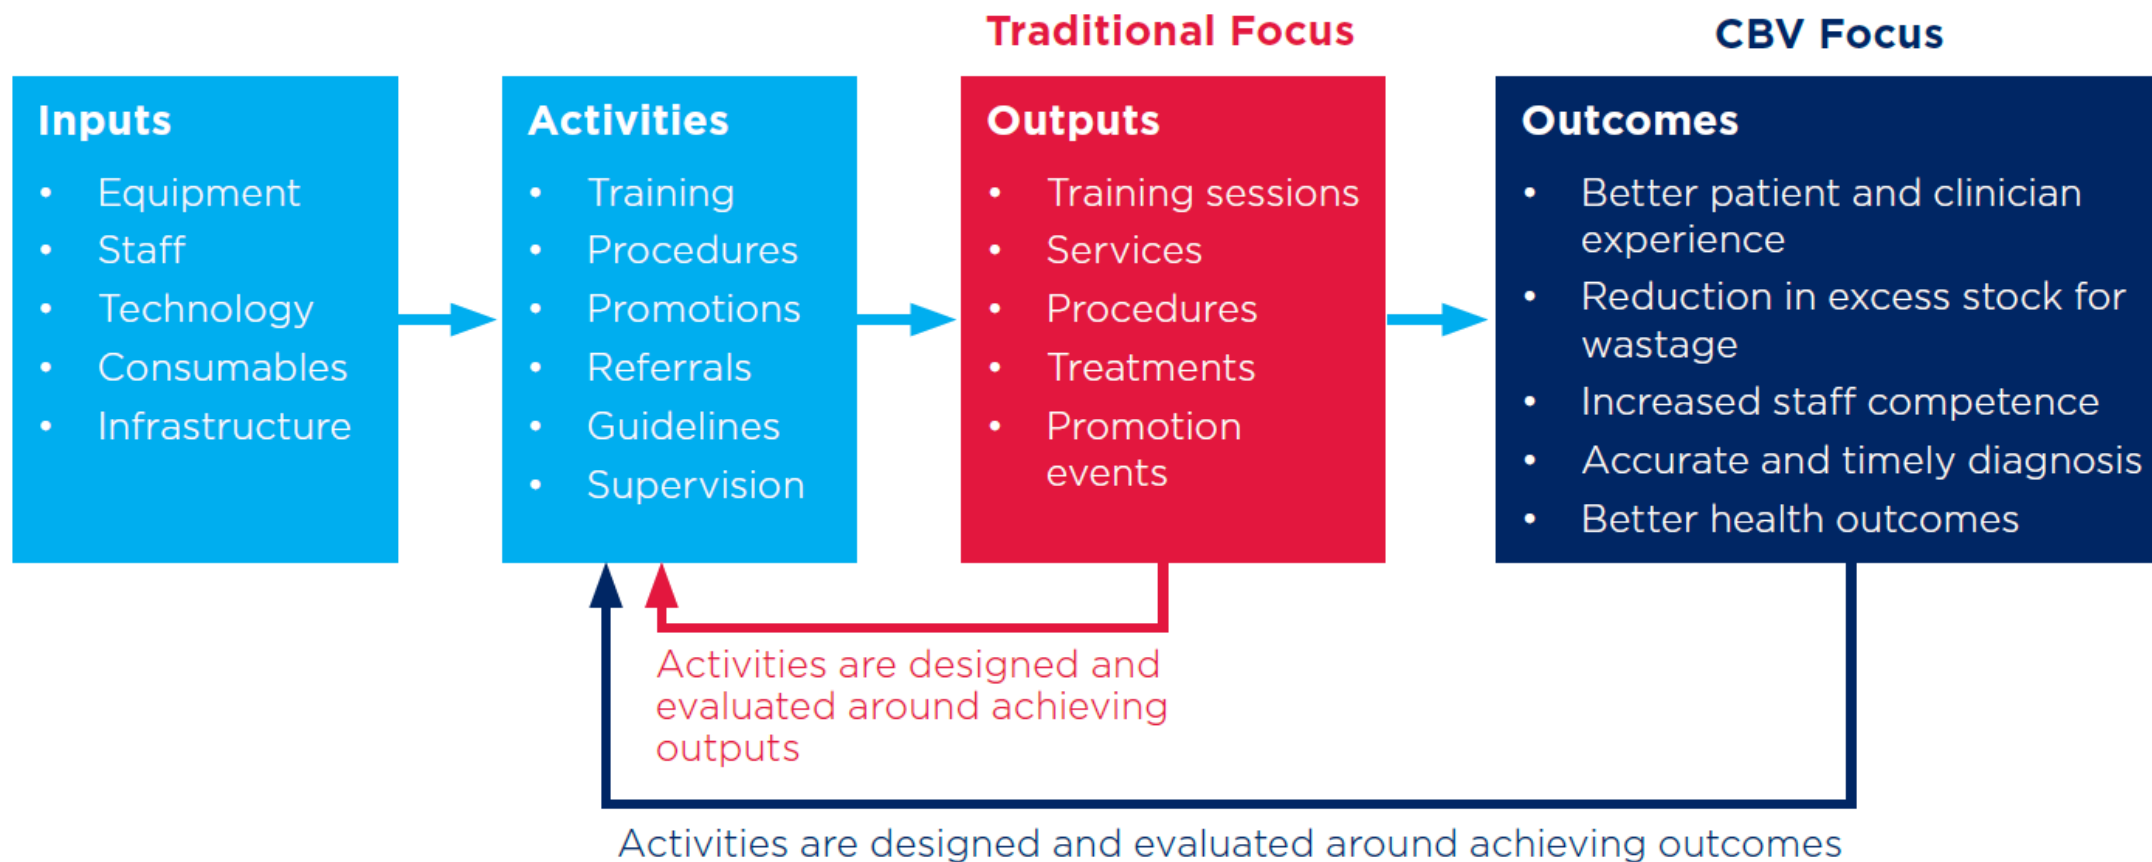 Traditional Focus
CBV Focus
Inputs
• Equipment
• Staff
• Technology
• Consumables
• Infrastructure
Activities
• Training
• Procedures
• Promotions
• Referrals
• Guidelines
• Supervision
Outputs
• Training sessions
• Services
• Procedures
• Treatments
• Promotion
events
Outcomes
• Better patient and clinician
experience
• Reduction in excess stock for
wastage
• Increased staff competence
• Accurate and timely diagnosis
• Better health outcomes
Activities are designed and
evaluated around achieving
outputs
Activities are designed and evaluated around achieving outcomes